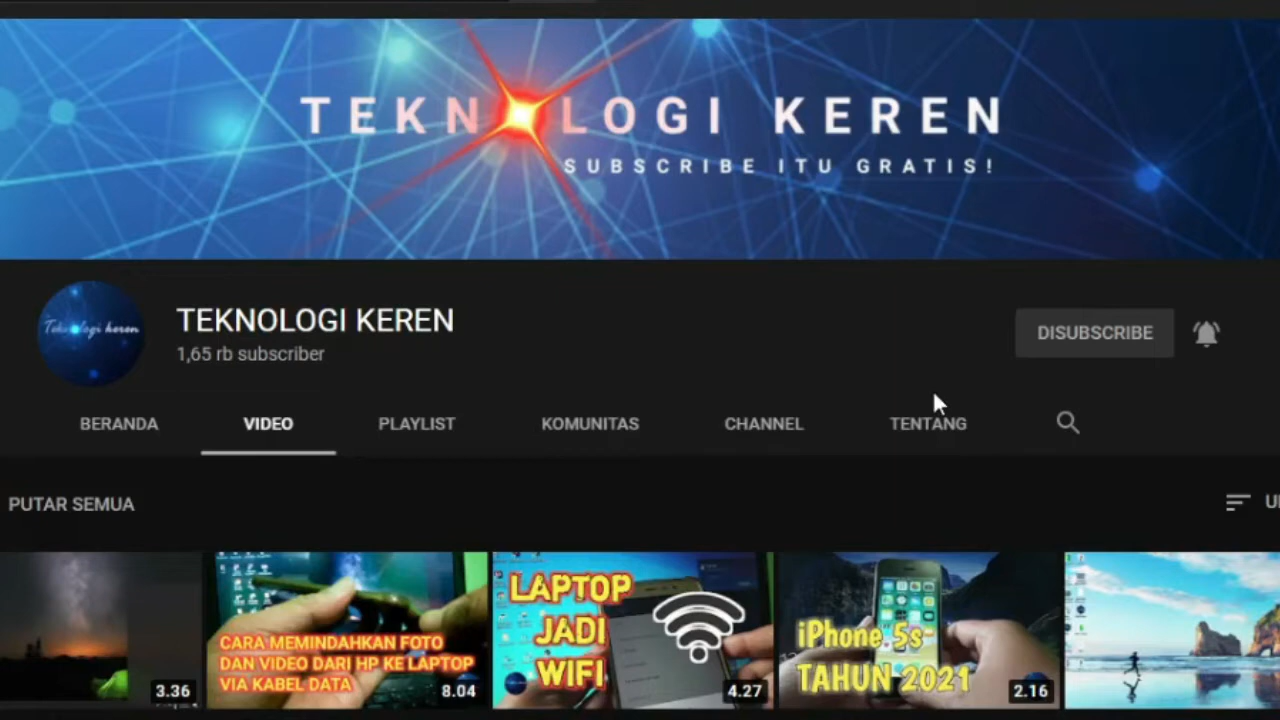 TEKNOLOGI KEREN
SUBSCRIBE ITU GRATIS!
Teknologi keren
TEKNOLOGI KEREN
1,65 rb subscriber
DISUBSCRIBE
BERANDA
VIDEO
PLAYLIST
KOMUNITAS
CHANNEL
TENTANG
PUTAR SEMUA
3.36
CARA MEMINDAHKAN FOTO
DAN VIDEO DARI HP KE LAPTOP
VIA KABEL DATA
8.04
LAPTOP
JADI
WIFI
4.27
iPhone 5s
TAHUN 2021
2.16